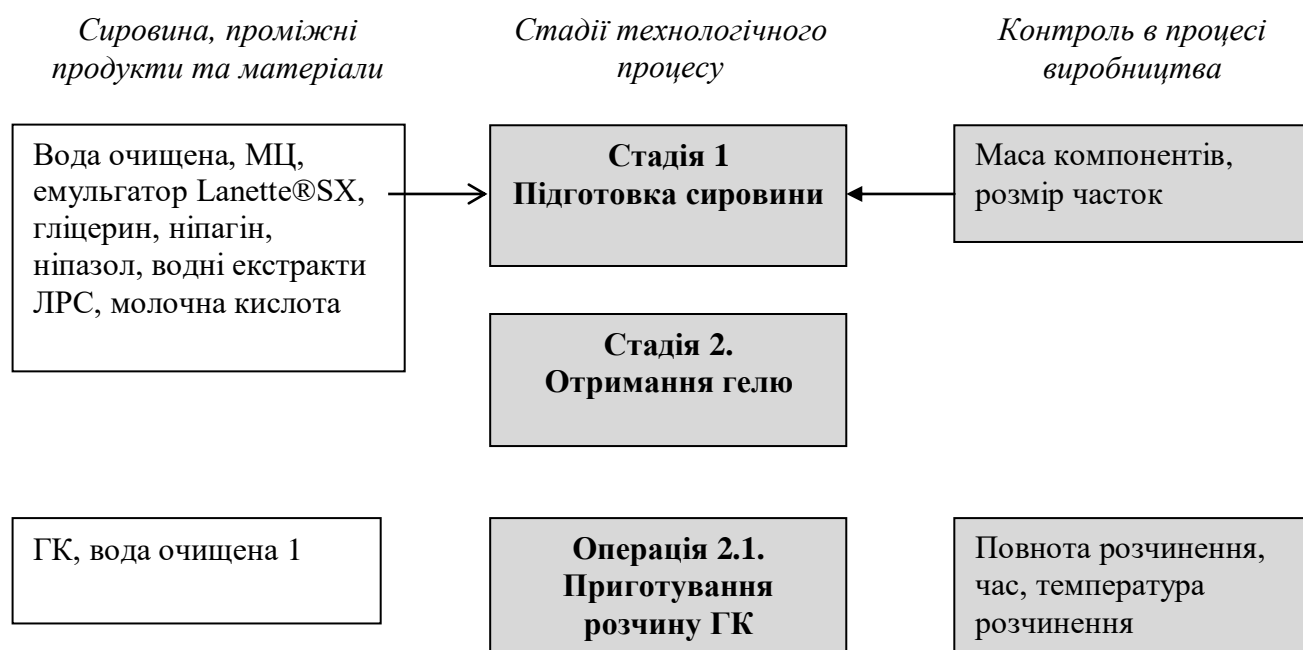 Сировина, проміжні
продукти та матеріали
Стадії технологічного
процесу
Контроль в процесі
виробництва
Вода очищена, МЦ,
емульгатор Lanette®SX,
гліцерин, ніпагін,
ніпазол, водні екстракти
ЛРС, молочна кислота
Стадія 1
Підготовка сировини
Маса компонентів,
розмір часток
Стадія 2.
Отримання гелю
ГК, вода очищена 1
Операція 2.1.
Приготування
розчину ГК
Повнота розчинення,
час, температура
розчинення